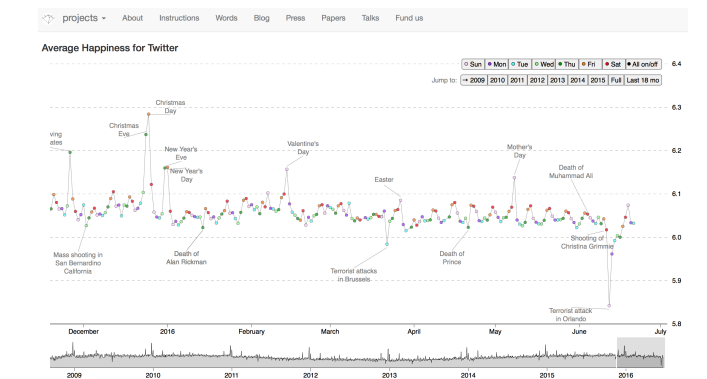 projects About Instructions Words Blog Press Papers Talks Fund us
Average Happiness for Twitter
Sun Mon Tue Wed Thu Fri Sat All on/off
Jump to: → 2009 2010 2011 2012 2013 2014 2015 Full Last 18 mo
6.4
6.3
6.2
6.1
6.0
5.9
5.8
ving
ates
Christmas
Eve
Christmas
Day
New Year's
Eve
New Year's
Day
Valentine's
Day
Easter
Mother's
Day
Death of
Muhammad Ali
Mass shooting in
San Bernardino
California
Death of
Alan Rickman
Terrorist attacks
in Brussels
Death of
Prince
Shooting of
Christina Grimmie
Terrorist attack
in Orlando
December 2016 February March April May June July
2009 2010 2011 2012 2013 2014 2015 2016